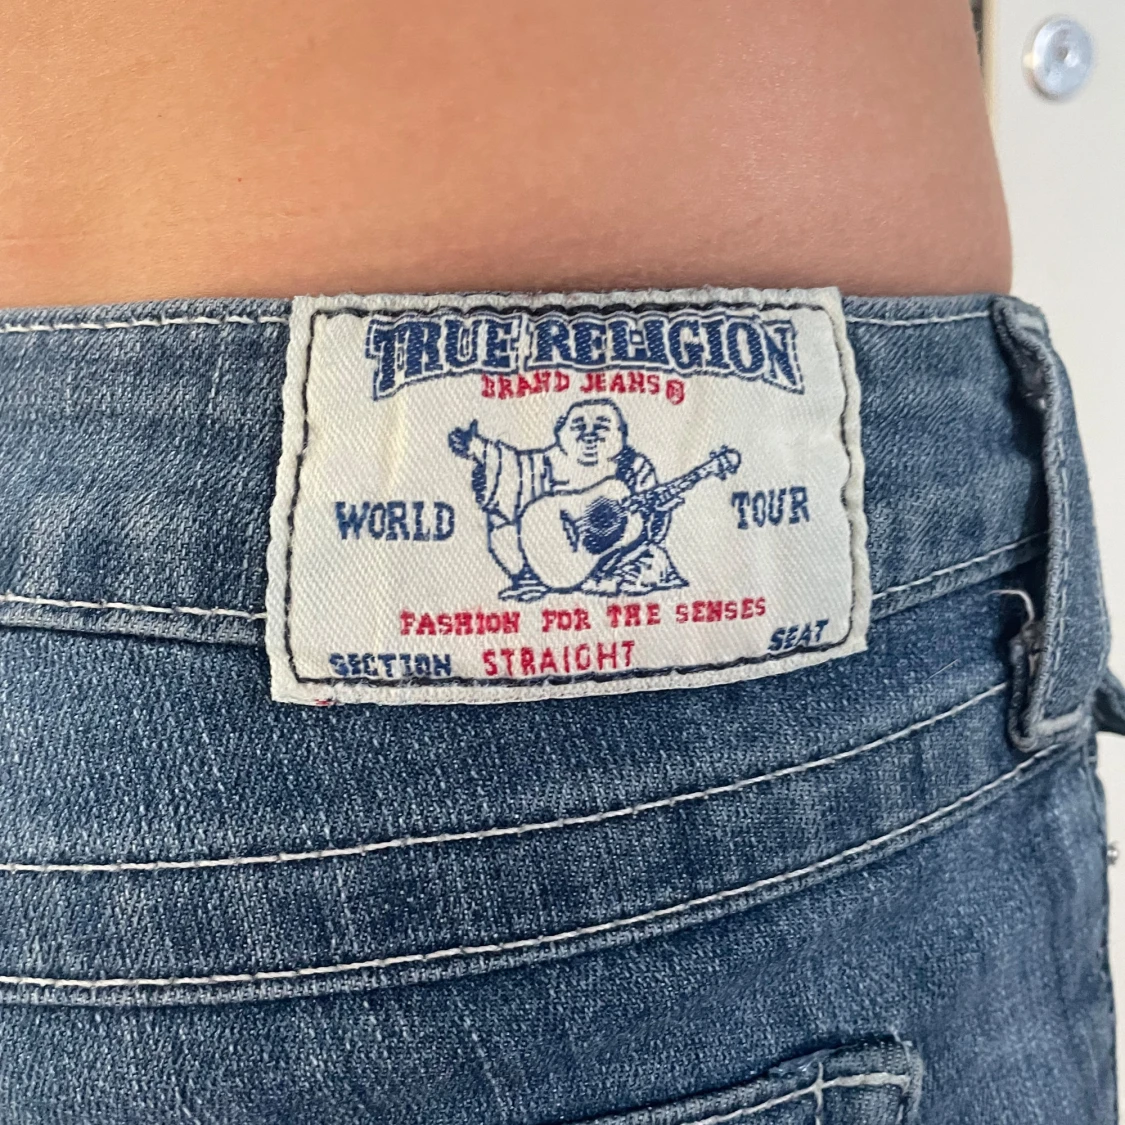 TRUE RELIGION
BRAND JEANS®
WORLD TOUR
FASHION FOR THE SENSES
SECTION STRAIGHT SEAT